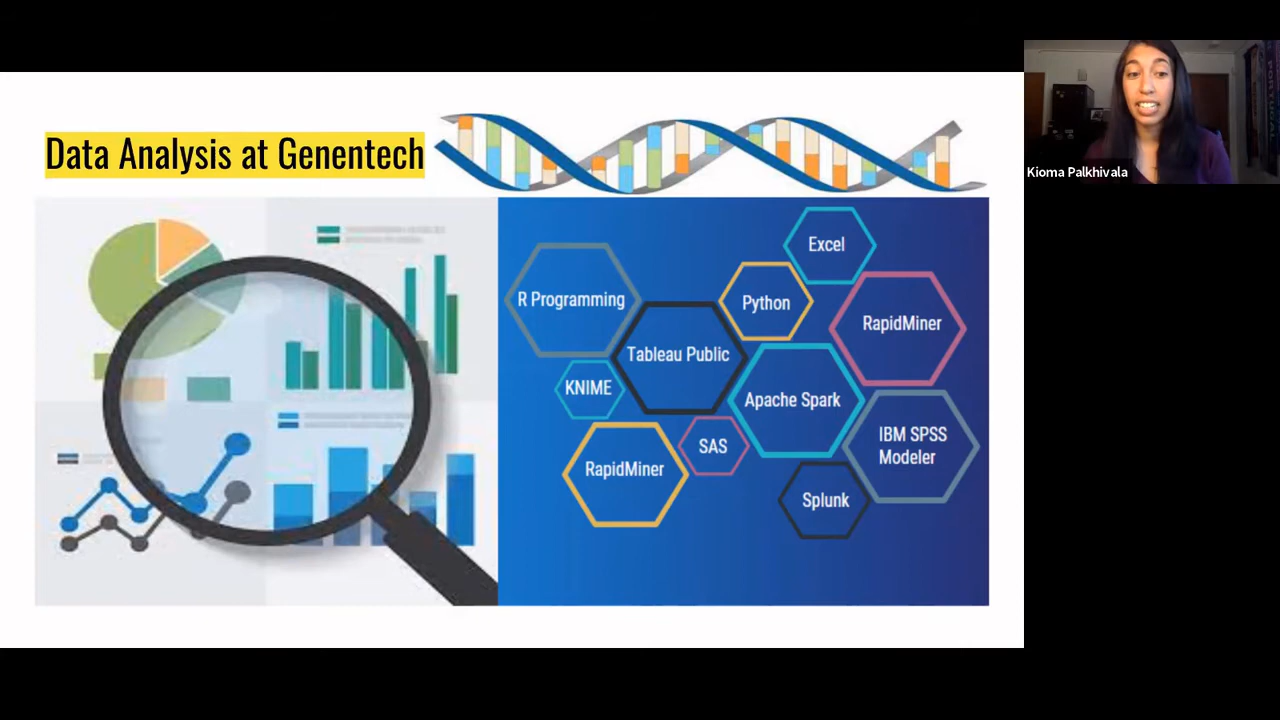 Data Analysis at Genentech
Kioma Palkhivala
Excel
R Programming
Python
RapidMiner
Tableau Public
KNIME
Apache Spark
SAS
IBM SPSS
Modeler
RapidMiner
Splunk